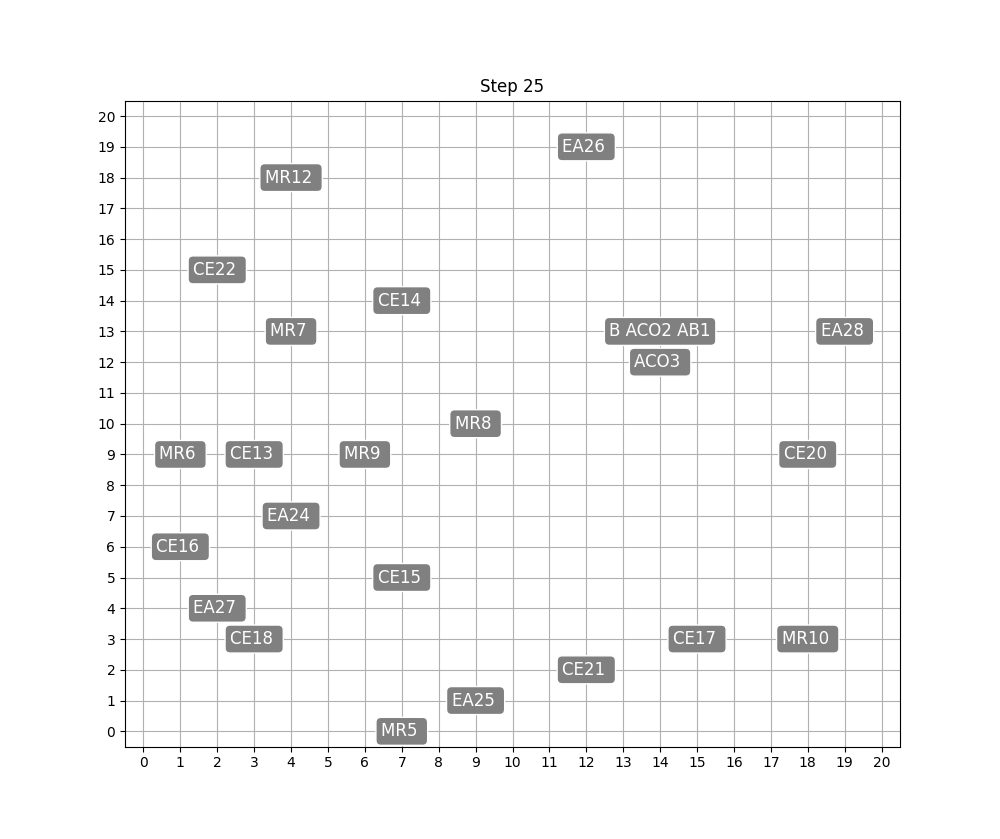 Step 25
20
19
18
17
16
15
14
13
12
11
10
9
8
7
6
5
4
3
2
1
0
EA26
MR12
CE22
CE14
MR7
B ACO2 AB1
EA28
ACO3
MR8
MR6
CE13
MR9
CE20
EA24
CE16
CE15
EA27
CE18
CE17
MR10
CE21
EA25
MR5
0 1 2 3 4 5 6 7 8 9 10 11 12 13 14 15 16 17 18 19 20